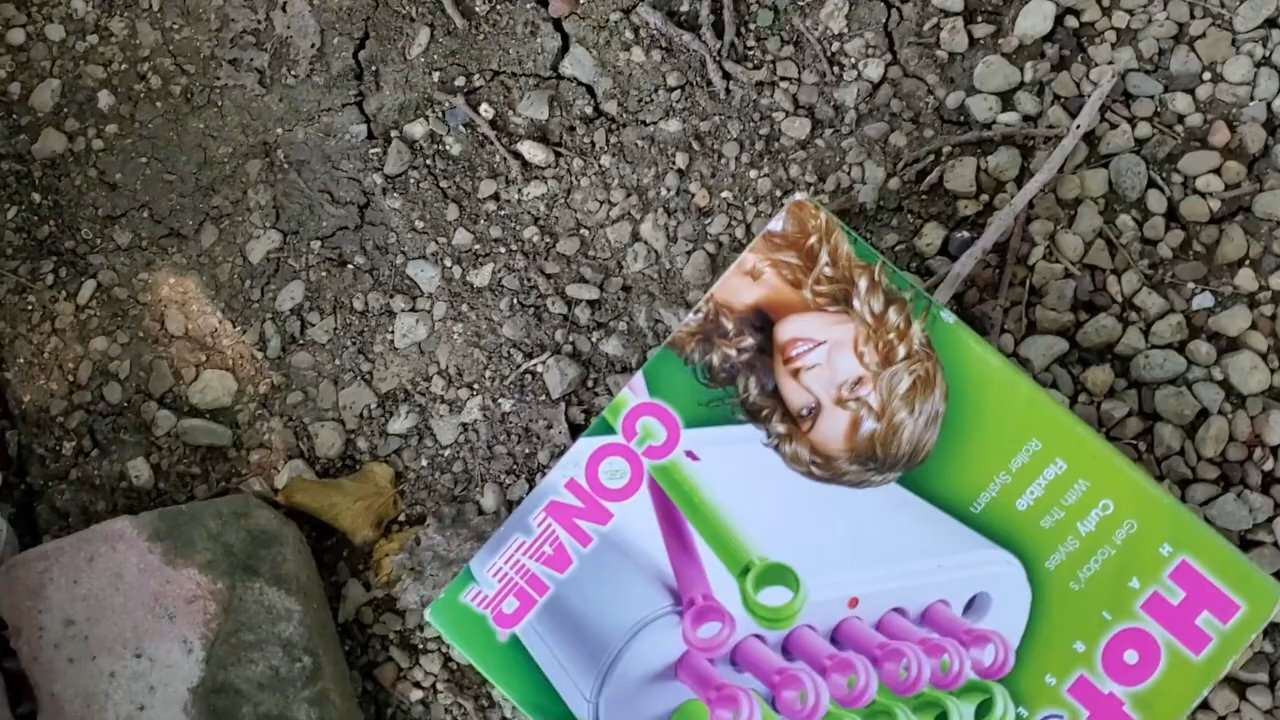 Hot
HAIRS
Get Today's
Curly Styles
With This
Flexible
Roller System
CONAIR